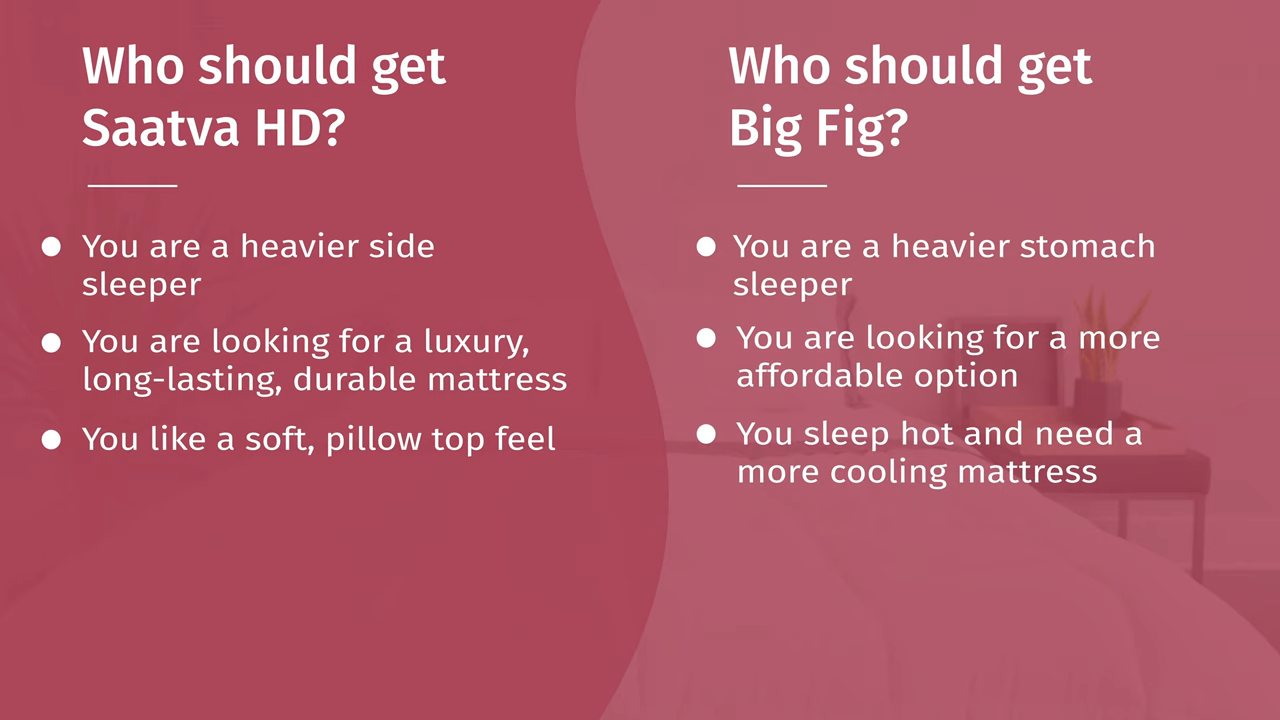 Who should get
Saatva HD?
You are a heavier side
sleeper
You are looking for a luxury,
long-lasting, durable mattress
You like a soft, pillow top feel
Who should get
Big Fig?
You are a heavier stomach
sleeper
You are looking for a more
affordable option
You sleep hot and need a
more cooling mattress